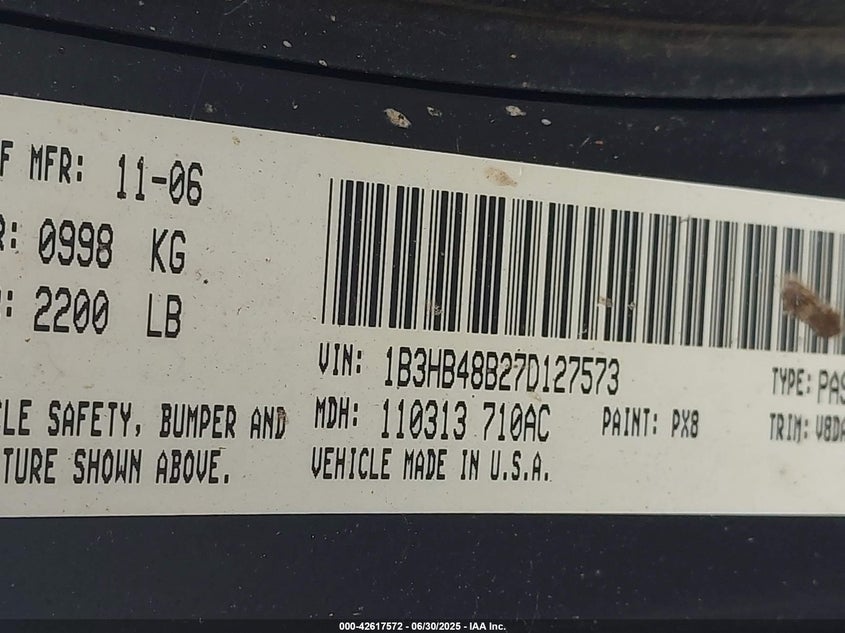 F MFR: 11-06
R: 0998 KG
: 2200 LB
VIN: 1B3HB48B27D127573
TYPE: PAS
MDH: 110313 710AC
PAINT: PX8
TRIM: V8DA
CLE SAFETY, BUMPER AND
TURE SHOWN ABOVE.
VEHICLE MADE IN U.S.A.
000-42617572 - 06/30/2025 - IAA Inc.